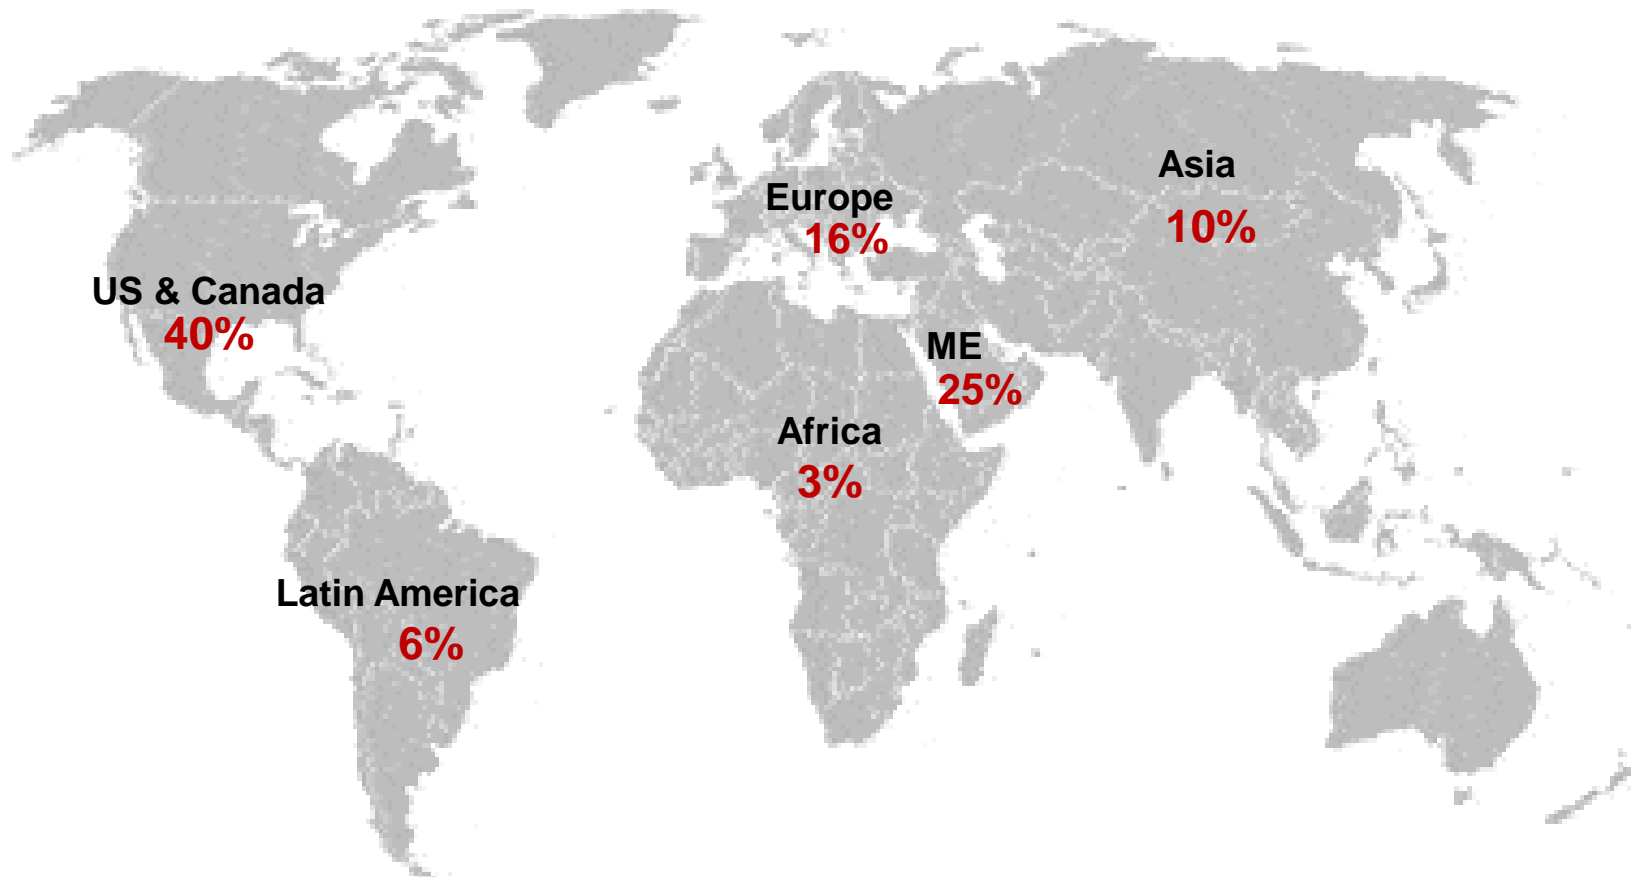 Asia
10%
Europe
16%
US & Canada
40%
ME
25%
Africa
3%
Latin America
6%